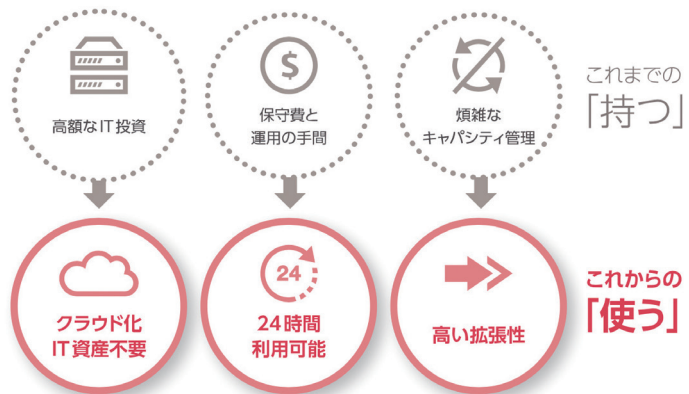 高額なIT投資
保守費と
運用の手間
煩雑な
キャパシティ管理
これまでの
「持つ」
クラウド化
IT資産不要
24
24時間
利用可能
高い拡張性
これからの
「使う」